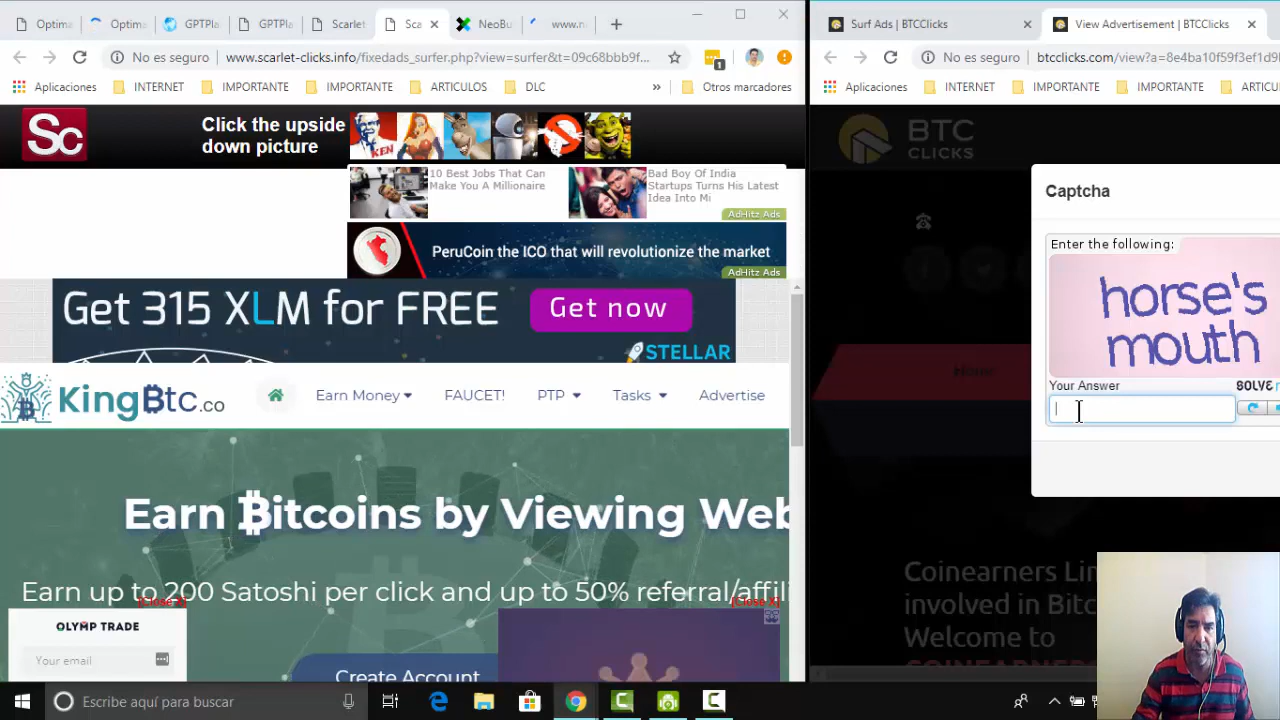 Optima
Optima
GPTPla
GPTPla
Scarlet
Sca
NeoBu
www.n
No es seguro
www.scarlet-clicks.info/fixedads_surfer.php?view=surfer&t=09c68bbb9f...
1
Aplicaciones
INTERNET
IMPORTANTE
IMPORTANTE
ARTICULOS
DLC
»
Otros marcadores
Sc
Click the upside
down picture
KEN
10 Best Jobs That Can
Make You A Millionaire
Bad Boy Of India
Startups Turns His Latest
Idea Into Mi
AdHitz Ads
PeruCoin the ICO that will revolutionize the market
AdHitz Ads
Get 315 XLM for FREE
Get now
STELLAR
KingBtc.co
Earn Money
FAUCET!
PTP
Tasks
Advertise
Earn Bitcoins by Viewing Web
Earn up to 200 Satoshi per click and up to 50% referral/affili
[Close X]
[Close X]
OLYMP TRADE
Your email
Create Account
Surf Ads | BTCClicks
View Advertisement | BTCClicks
No es seguro
btcclicks.com/view?a=8e4ba10f59f3ef1d9
Aplicaciones
INTERNET
IMPORTANTE
IMPORTANTE
ARTICU
BTC
CLICKS
Captcha
Enter the following:
horse's
mouth
Your Answer
SOLVE
Home
Coinearners Lin
involved in Bitc
Welcome to
COINEARNERS
Escribe aquí para buscar